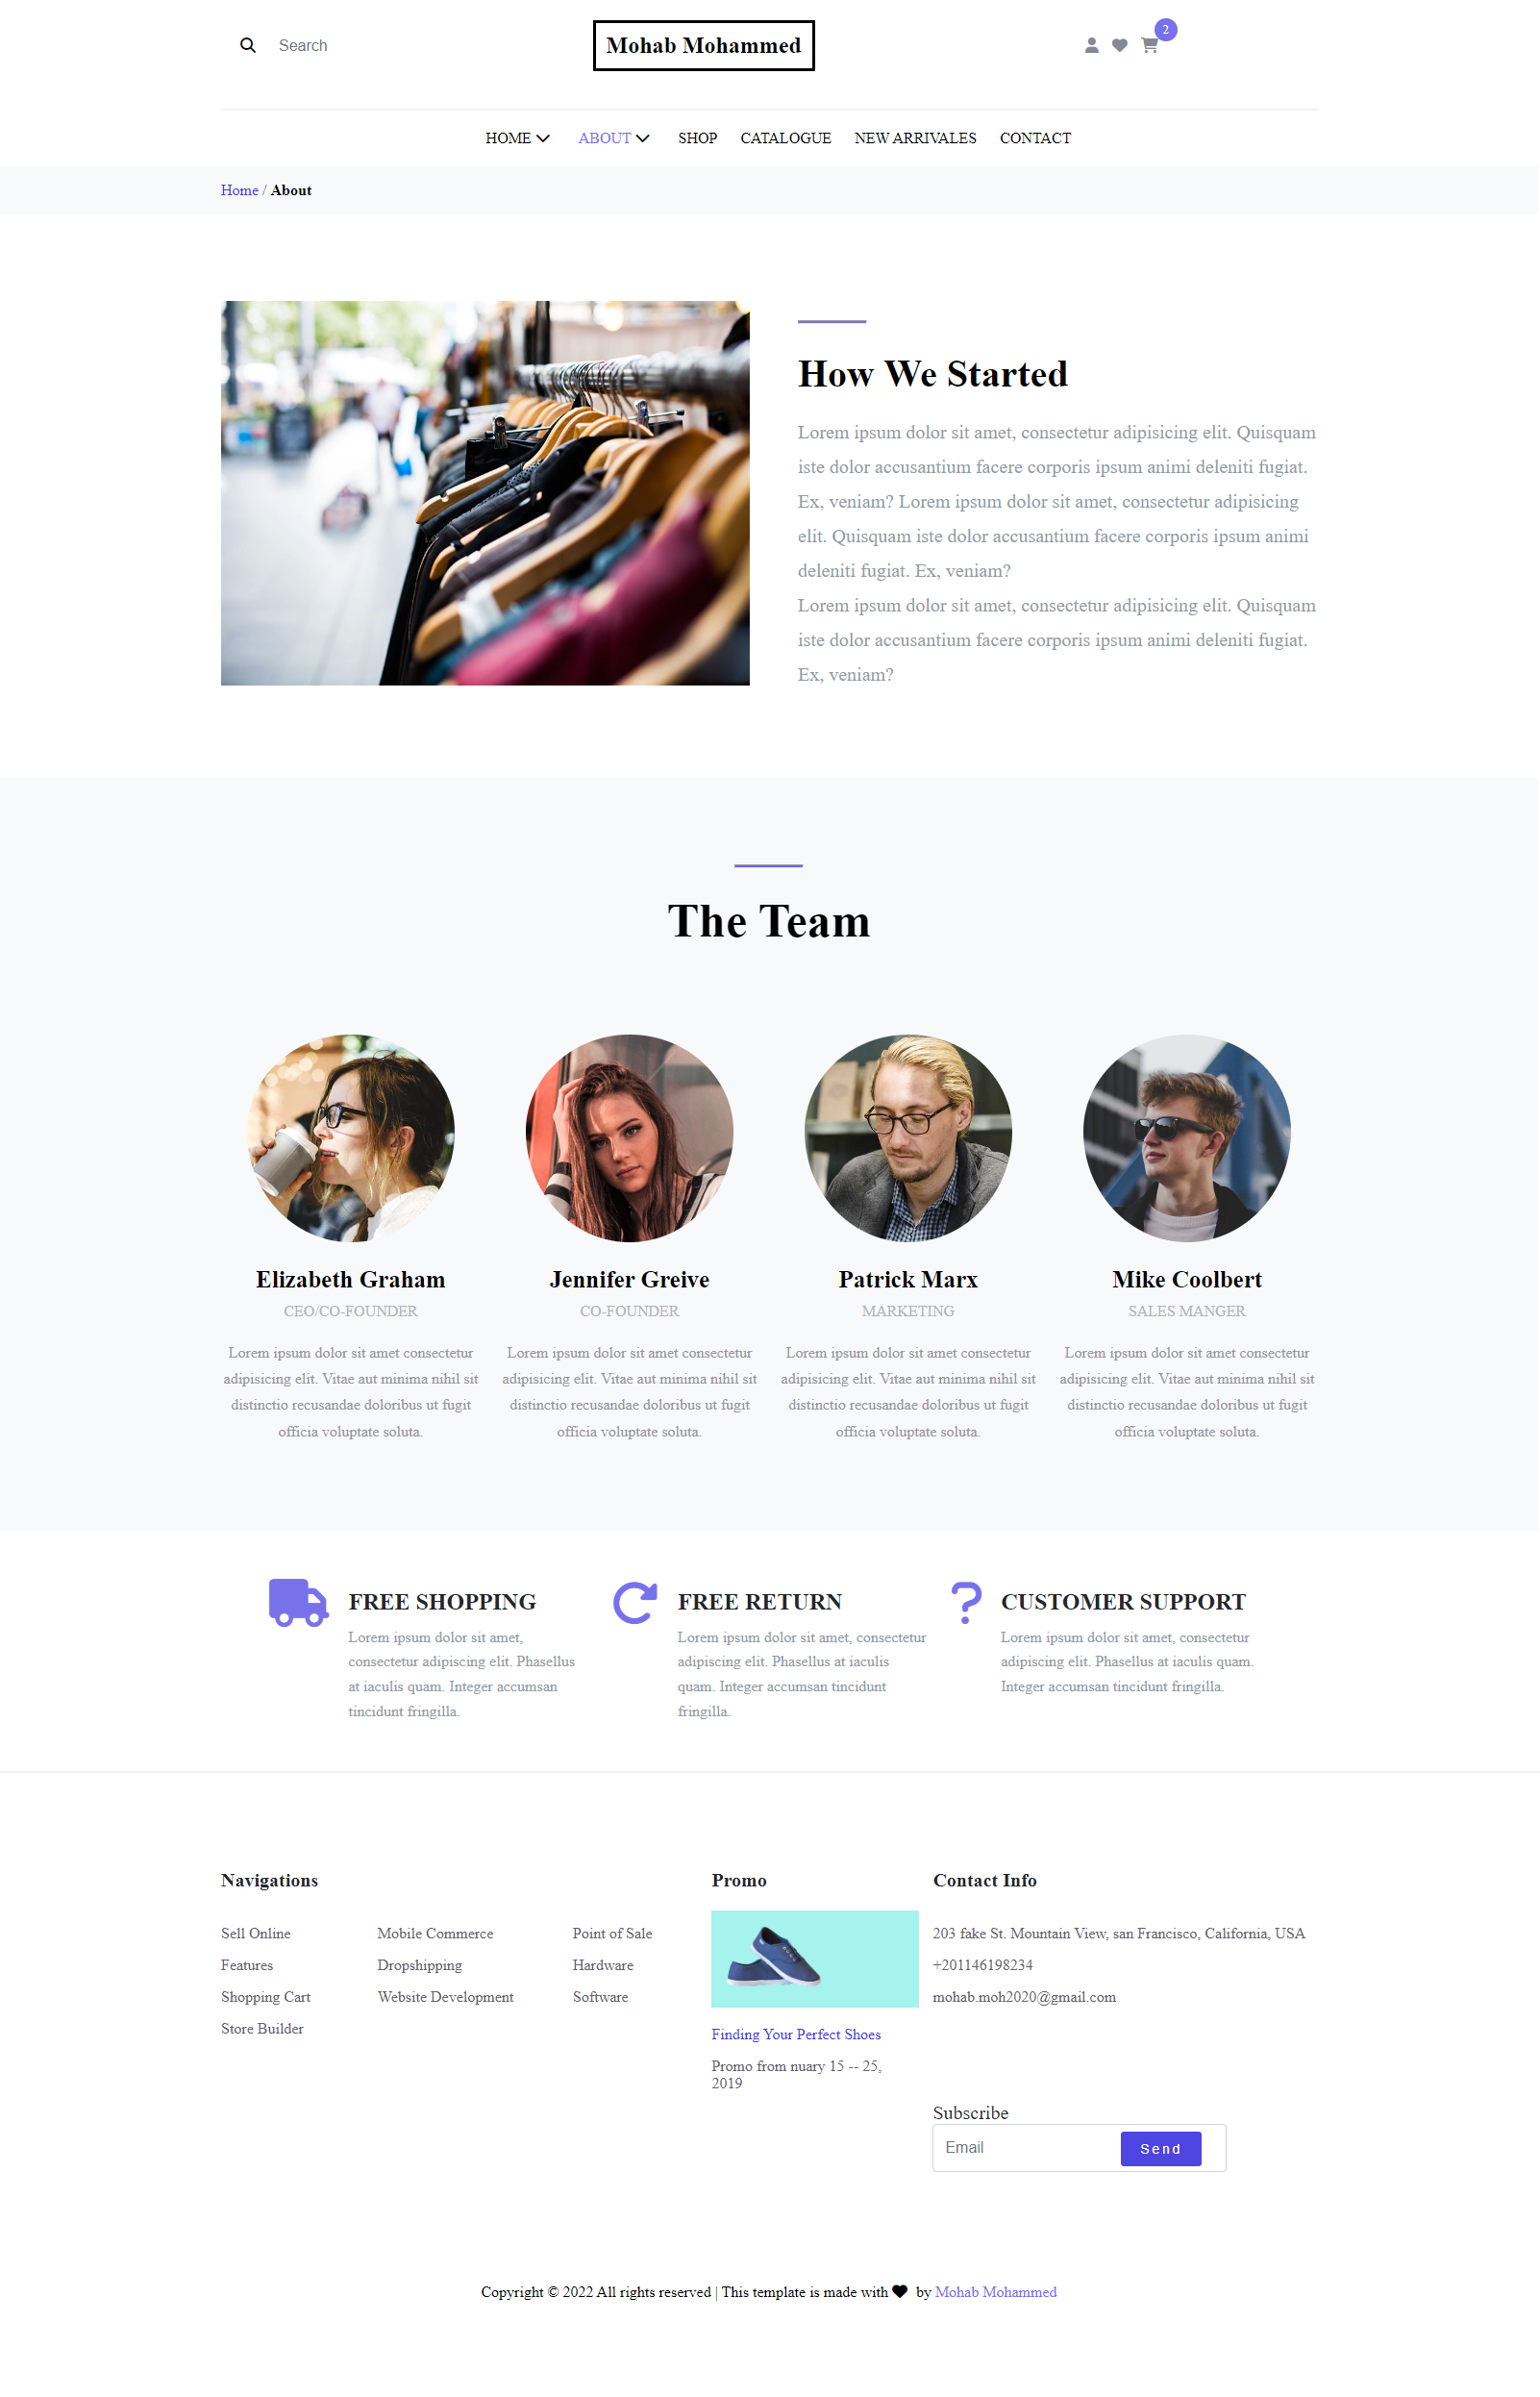 Search
Mohab Mohammed
2
HOME ABOUT SHOP CATALOGUE NEW ARRIVALES CONTACT
Home / About
How We Started
Lorem ipsum dolor sit amet, consectetur adipisicing elit. Quisquam
iste dolor accusantium facere corporis ipsum animi deleniti fugiat.
Ex, veniam? Lorem ipsum dolor sit amet, consectetur adipisicing
elit. Quisquam iste dolor accusantium facere corporis ipsum animi
deleniti fugiat. Ex, veniam?
Lorem ipsum dolor sit amet, consectetur adipisicing elit. Quisquam
iste dolor accusantium facere corporis ipsum animi deleniti fugiat.
Ex, veniam?
The Team
Elizabeth Graham
CEO/CO-FOUNDER
Lorem ipsum dolor sit amet consectetur
adipisicing elit. Vitae aut minima nihil sit
distinctio recusandae doloribus ut fugit
officia voluptate soluta.
Jennifer Greive
CO-FOUNDER
Lorem ipsum dolor sit amet consectetur
adipisicing elit. Vitae aut minima nihil sit
distinctio recusandae doloribus ut fugit
officia voluptate soluta.
Patrick Marx
MARKETING
Lorem ipsum dolor sit amet consectetur
adipisicing elit. Vitae aut minima nihil sit
distinctio recusandae doloribus ut fugit
officia voluptate soluta.
Mike Coolbert
SALES MANGER
Lorem ipsum dolor sit amet consectetur
adipisicing elit. Vitae aut minima nihil sit
distinctio recusandae doloribus ut fugit
officia voluptate soluta.
FREE SHOPPING
Lorem ipsum dolor sit amet,
consectetur adipiscing elit. Phasellus
at iaculis quam. Integer accumsan
tincidunt fringilla.
FREE RETURN
Lorem ipsum dolor sit amet, consectetur
adipiscing elit. Phasellus at iaculis
quam. Integer accumsan tincidunt
fringilla.
CUSTOMER SUPPORT
Lorem ipsum dolor sit amet, consectetur
adipiscing elit. Phasellus at iaculis quam.
Integer accumsan tincidunt fringilla.
Navigations
Sell Online
Features
Shopping Cart
Store Builder
Mobile Commerce
Dropshipping
Website Development
Point of Sale
Hardware
Software
Promo
Finding Your Perfect Shoes
Promo from nuary 15 -- 25,
2019
Contact Info
203 fake St. Mountain View, san Francisco, California, USA
+201146198234
mohab.moh2020@gmail.com
Subscribe
Email
Send
Copyright © 2022 All rights reserved | This template is made with by Mohab Mohammed